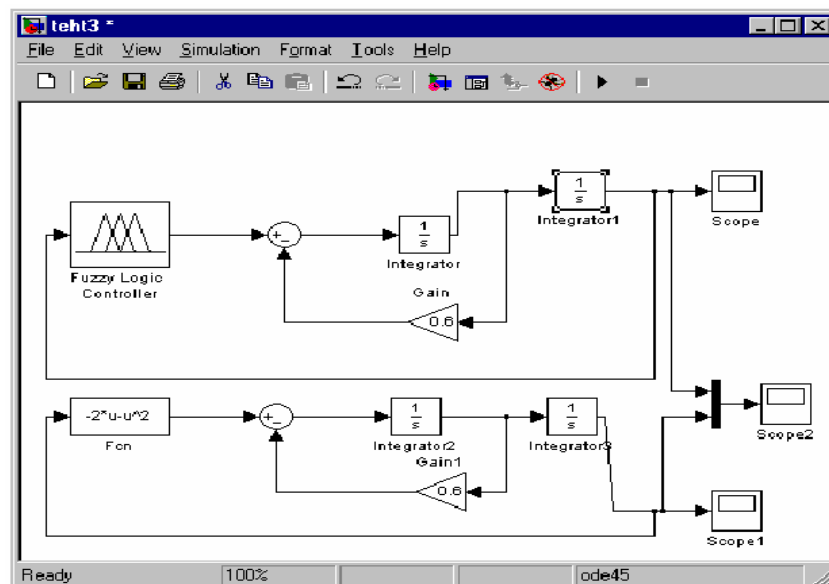 teht3 *
File Edit View Simulation Format Tools Help
1
s
Integrator1
Scope
Fuzzy Logic
Controller
+
−
1
s
Integrator
Gain
0.6
-2*u-u^2
Fcn
+
−
1
s
Integrator2
1
s
Integrator3
Gain1
0.6
Scope2
Scope1
Ready 100% ode45